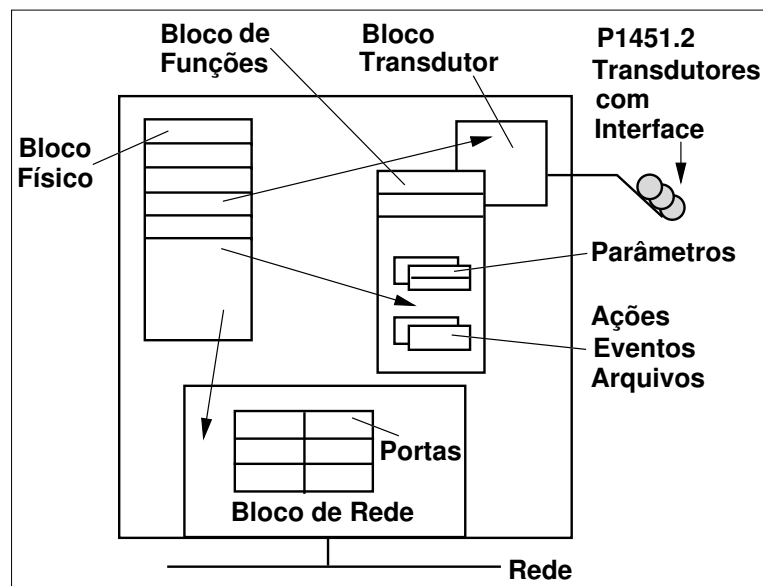 Bloco de
Funções
Bloco
Transdutor
P1451.2
Transdutores
com
Interface
Bloco
Físico
Parâmetros
Ações
Eventos
Arquivos
Portas
Bloco de Rede
Rede